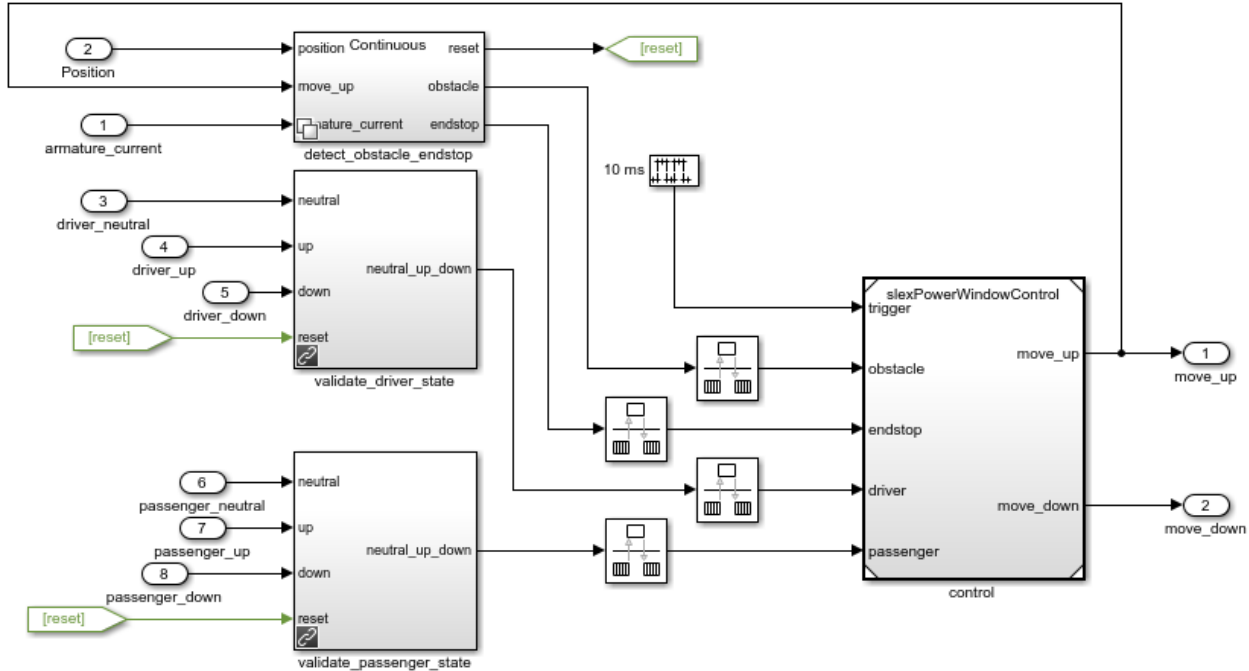 2
Position
1
armature_current
position
Continuous
reset
move_up
obstacle
nature_current
endstop
detect_obstacle_endstop
[reset]
3
driver_neutral
4
driver_up
5
driver_down
[reset]
neutral
up
neutral_up_down
down
reset
validate_driver_state
10 ms
6
passenger_neutral
7
passenger_up
8
passenger_down
[reset]
neutral
up
neutral_up_down
down
reset
validate_passenger_state
slexPowerWindowControl
trigger
obstacle
endstop
driver
passenger
move_up
move_down
control
1
move_up
2
move_down